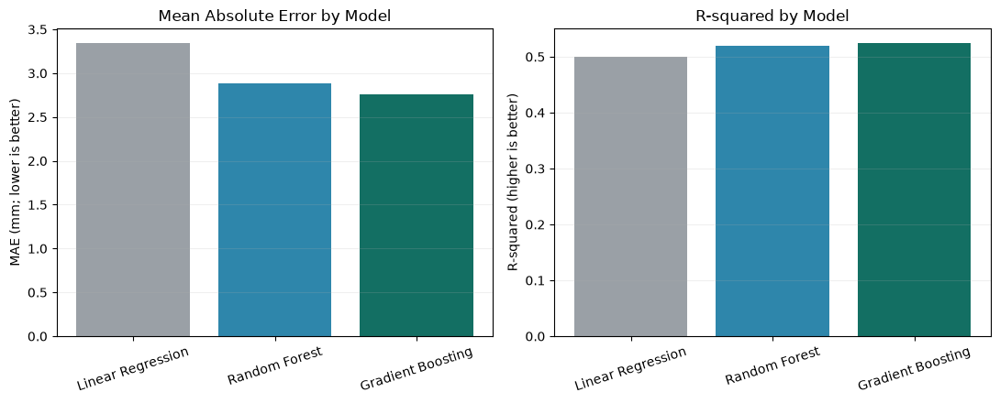 Mean Absolute Error by Model
MAE (mm; lower is better)
3.5
3.0
2.5
2.0
1.5
1.0
0.5
0.0
Linear Regression
Random Forest
Gradient Boosting
R-squared by Model
R-squared (higher is better)
0.5
0.4
0.3
0.2
0.1
0.0
Linear Regression
Random Forest
Gradient Boosting